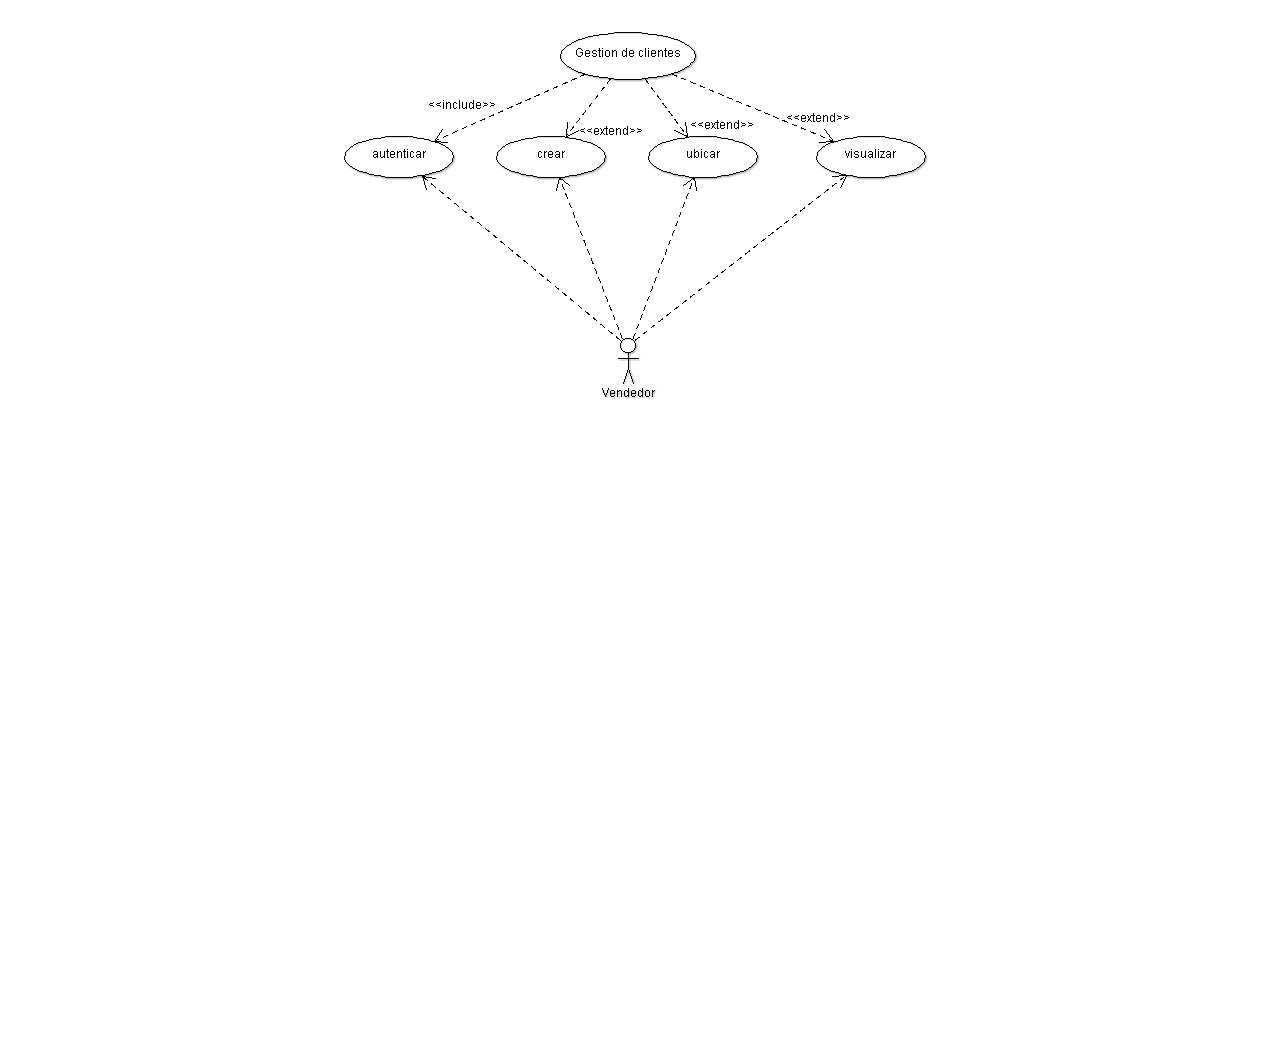 Gestion de clientes
<<include>>
<<extend>>
<<extend>>
<<extend>>
autenticar
crear
ubicar
visualizar
Vendedor